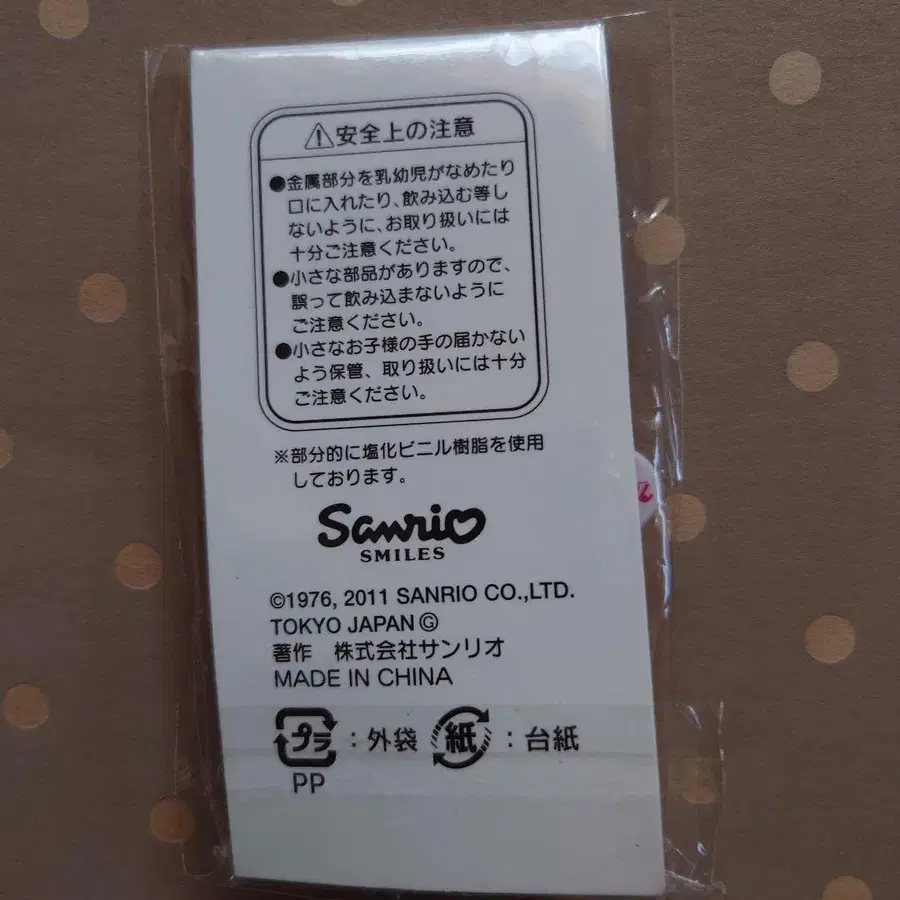 ⚠安全上の注意
●金属部分を乳幼児がなめたり
口に入れたり、飲み込む等し
ないように、お取り扱いには
十分ご注意ください。
●小さな部品がありますので、
誤って飲み込まないように
ご注意ください。
●小さなお子様の手の届かない
よう保管、取り扱いには十分
ご注意ください。
※部分的に塩化ビニル樹脂を使用
しております。
Sanrio
SMILES
©1976, 2011 SANRIO CO.,LTD.
TOKYO JAPAN Ⓖ
著作　株式会社サンリオ
MADE IN CHINA
プラ：外袋 紙：台紙
PP